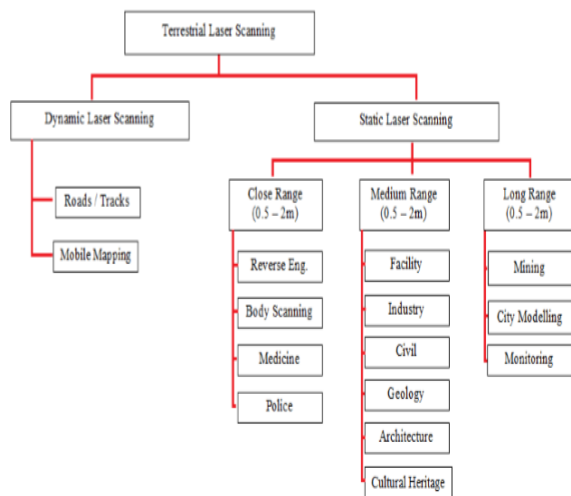 Terrestrial Laser Scanning
Dynamic Laser Scanning
Static Laser Scanning
Roads / Tracks
Mobile Mapping
Close Range
(0.5 – 2m)
Reverse Eng.
Body Scanning
Medicine
Police
Medium Range
(0.5 – 2m)
Facility
Industry
Civil
Geology
Architecture
Cultural Heritage
Long Range
(0.5 – 2m)
Mining
City Modelling
Monitoring